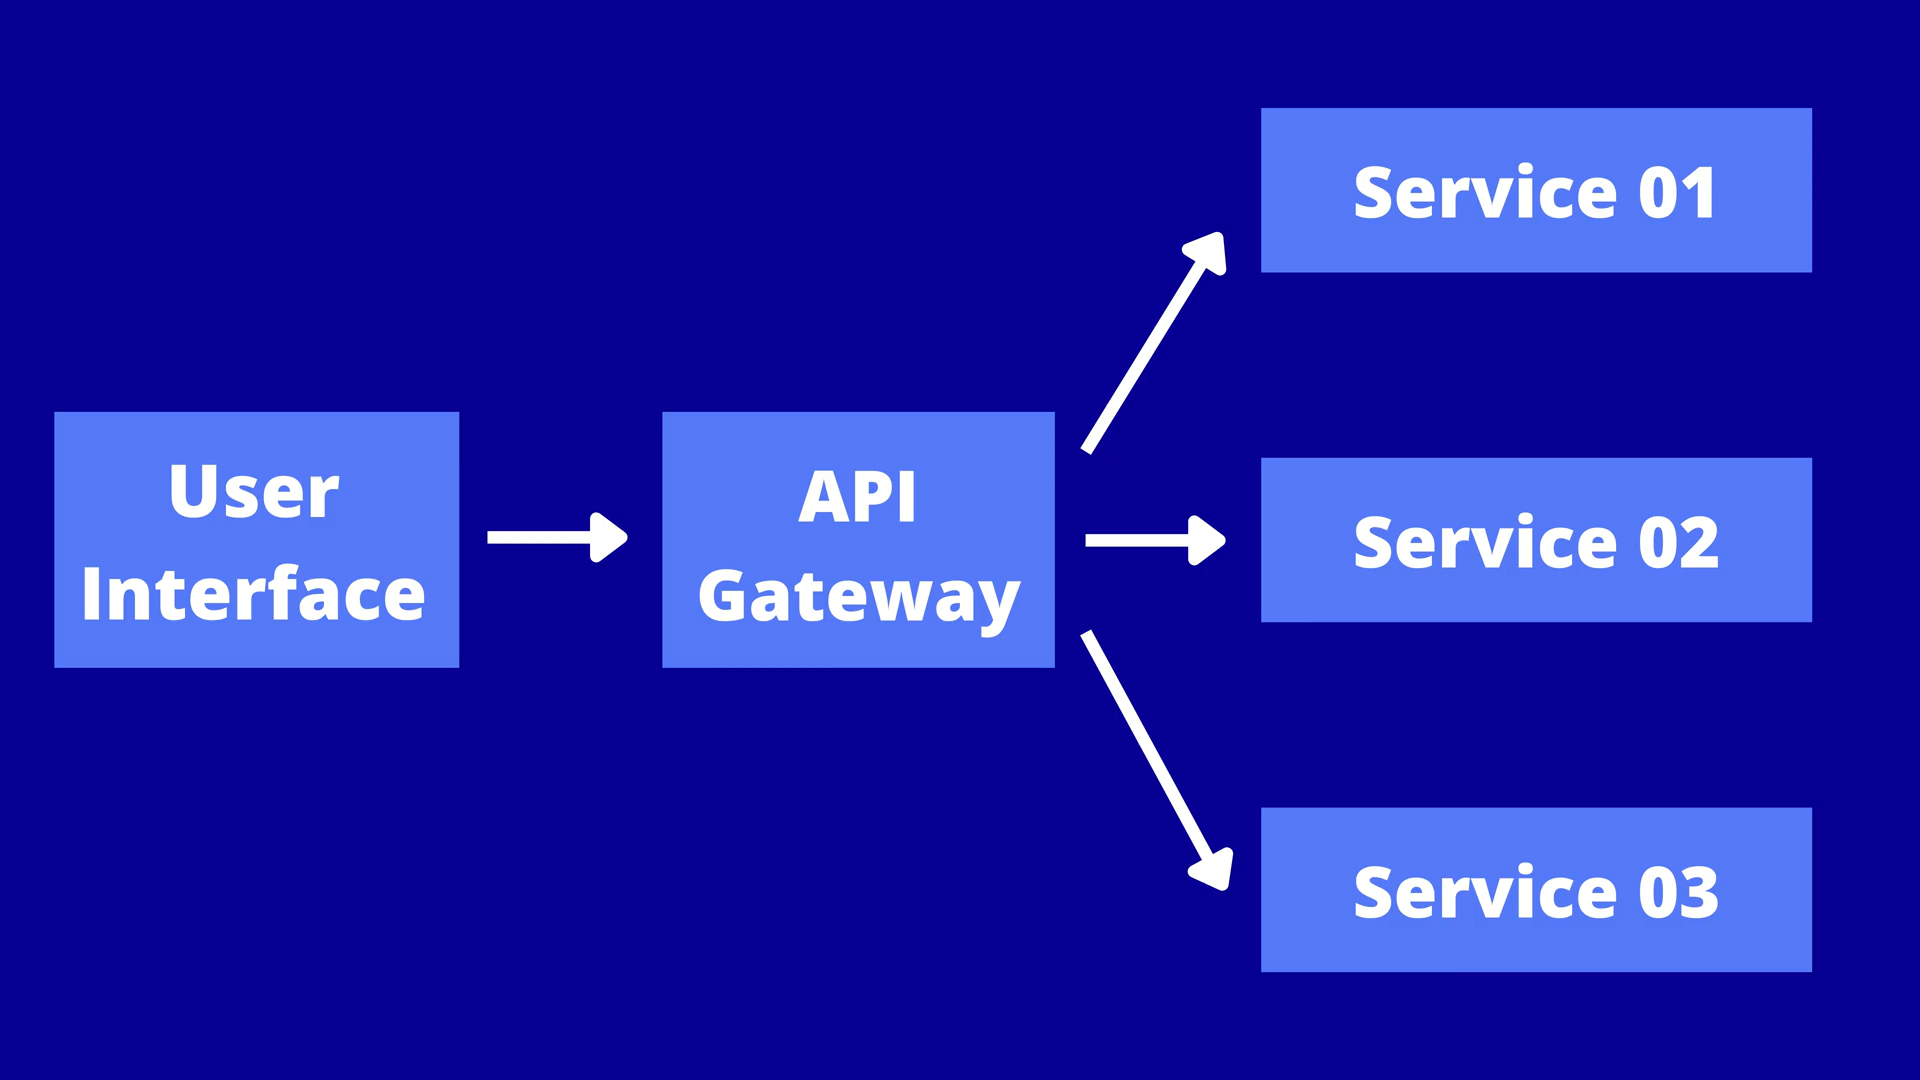 User
Interface
API
Gateway
Service 01
Service 02
Service 03